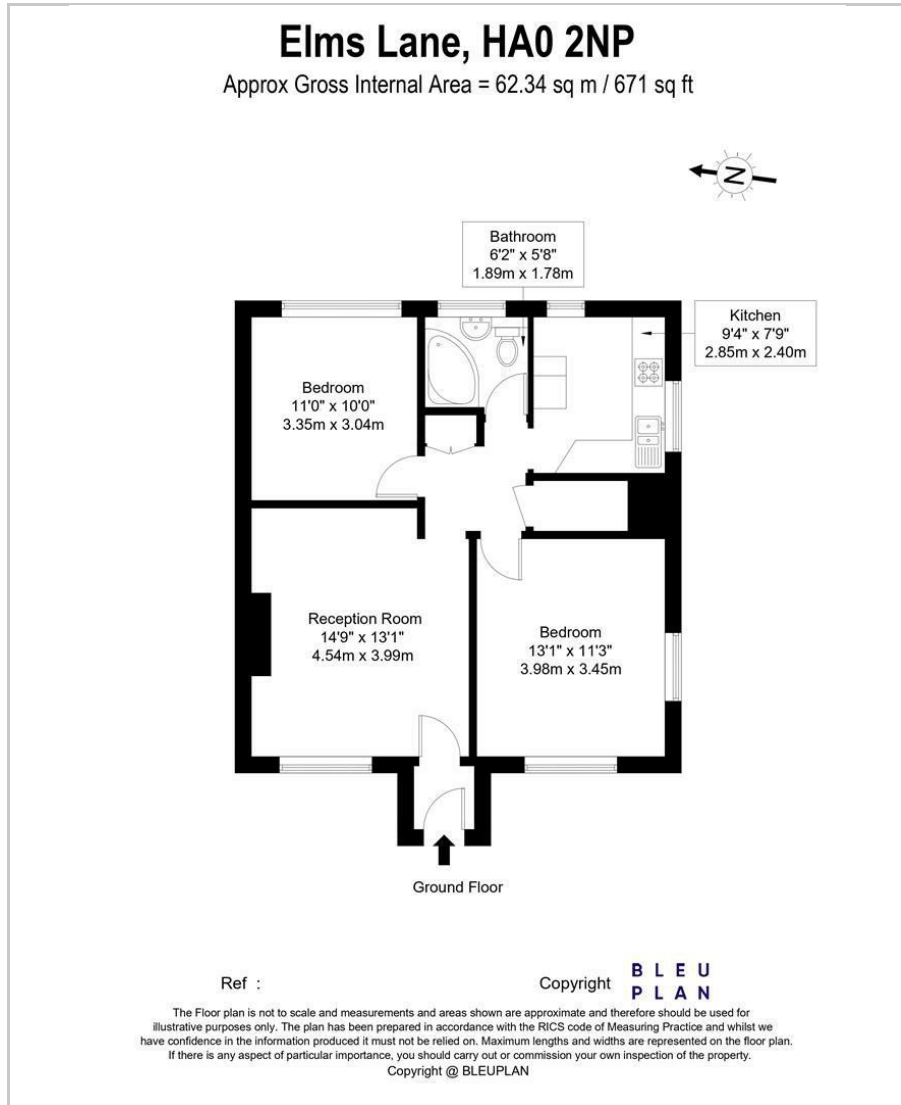 Elms Lane, HA0 2NP
Approx Gross Internal Area = 62.34 sq m / 671 sq ft
N
Bathroom
6'2" x 5'8"
1.89m x 1.78m
Kitchen
9'4" x 7'9"
2.85m x 2.40m
Bedroom
11'0" x 10'0"
3.35m x 3.04m
Reception Room
14'9" x 13'1"
4.54m x 3.99m
Bedroom
13'1" x 11'3"
3.98m x 3.45m
Ground Floor
Ref :
Copyright
BLEU
PLAN
The Floor plan is not to scale and measurements and areas shown are approximate and therefore should be used for
illustrative purposes only. The plan has been prepared in accordance with the RICS code of Measuring Practice and whilst we
have confidence in the information produced it must not be relied on. Maximum lengths and widths are represented on the floor plan.
If there is any aspect of particular importance, you should carry out or commission your own inspection of the property.
Copyright @ BLEUPLAN